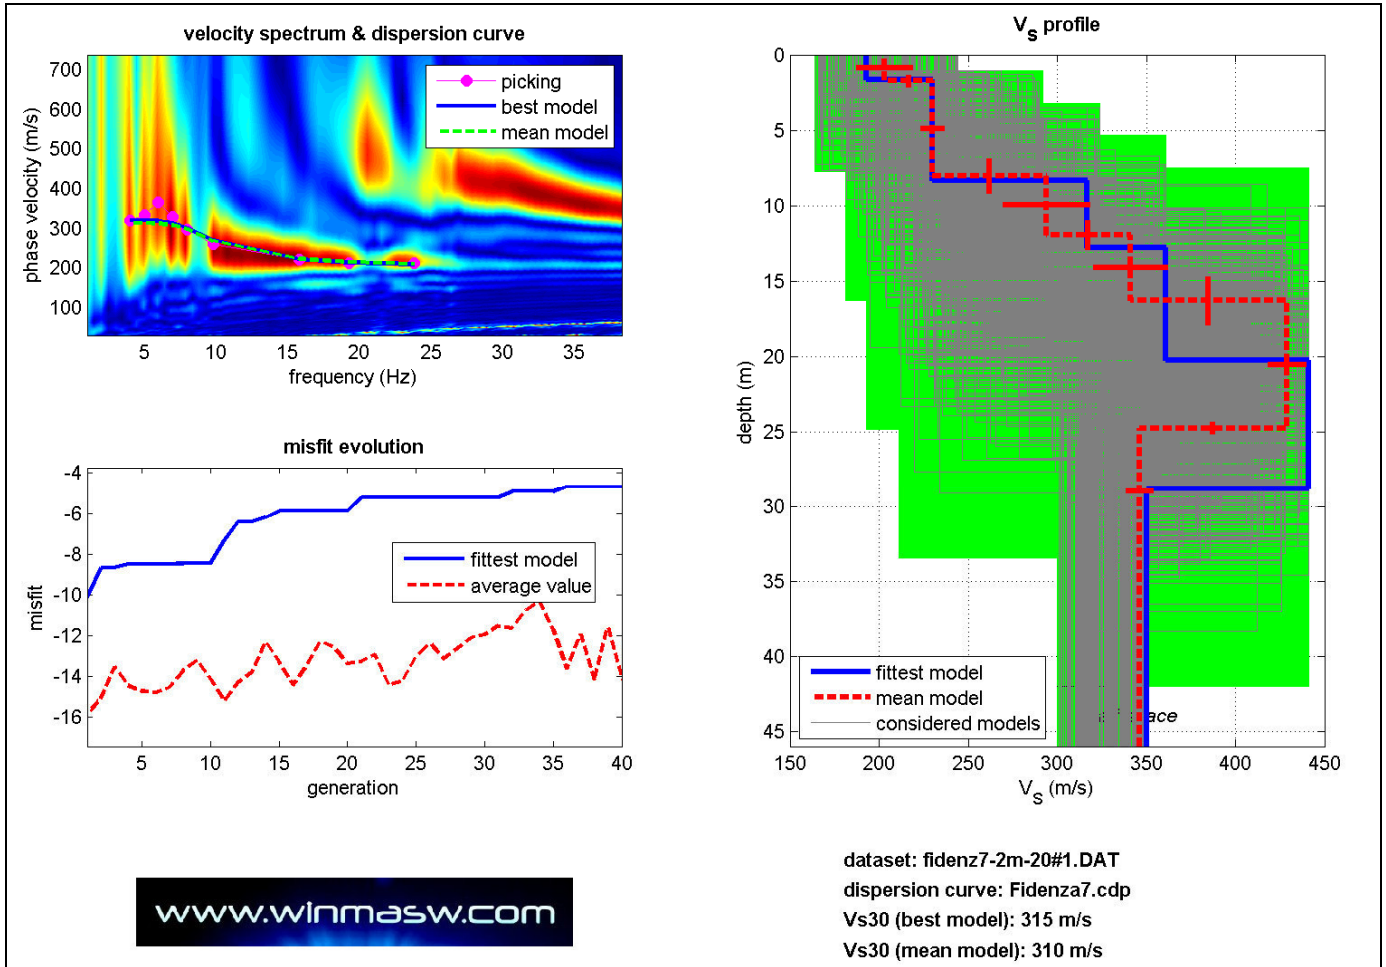 velocity spectrum & dispersion curve
700
600
500
400
300
200
100
phase velocity (m/s)
picking
best model
mean model
5
10
15
20
25
30
35
frequency (Hz)
misfit evolution
-4
-6
-8
-10
-12
-14
-16
misfit
fittest model
average value
5
10
15
20
25
30
35
40
generation
www.winmasw.com
VS profile
0
5
10
15
20
25
30
35
40
45
depth (m)
fittest model
mean model
considered models
150
200
250
300
350
400
450
VS (m/s)
dataset: fidenz7-2m-20#1.DAT
dispersion curve: Fidenza7.cdp
Vs30 (best model): 315 m/s
Vs30 (mean model): 310 m/s